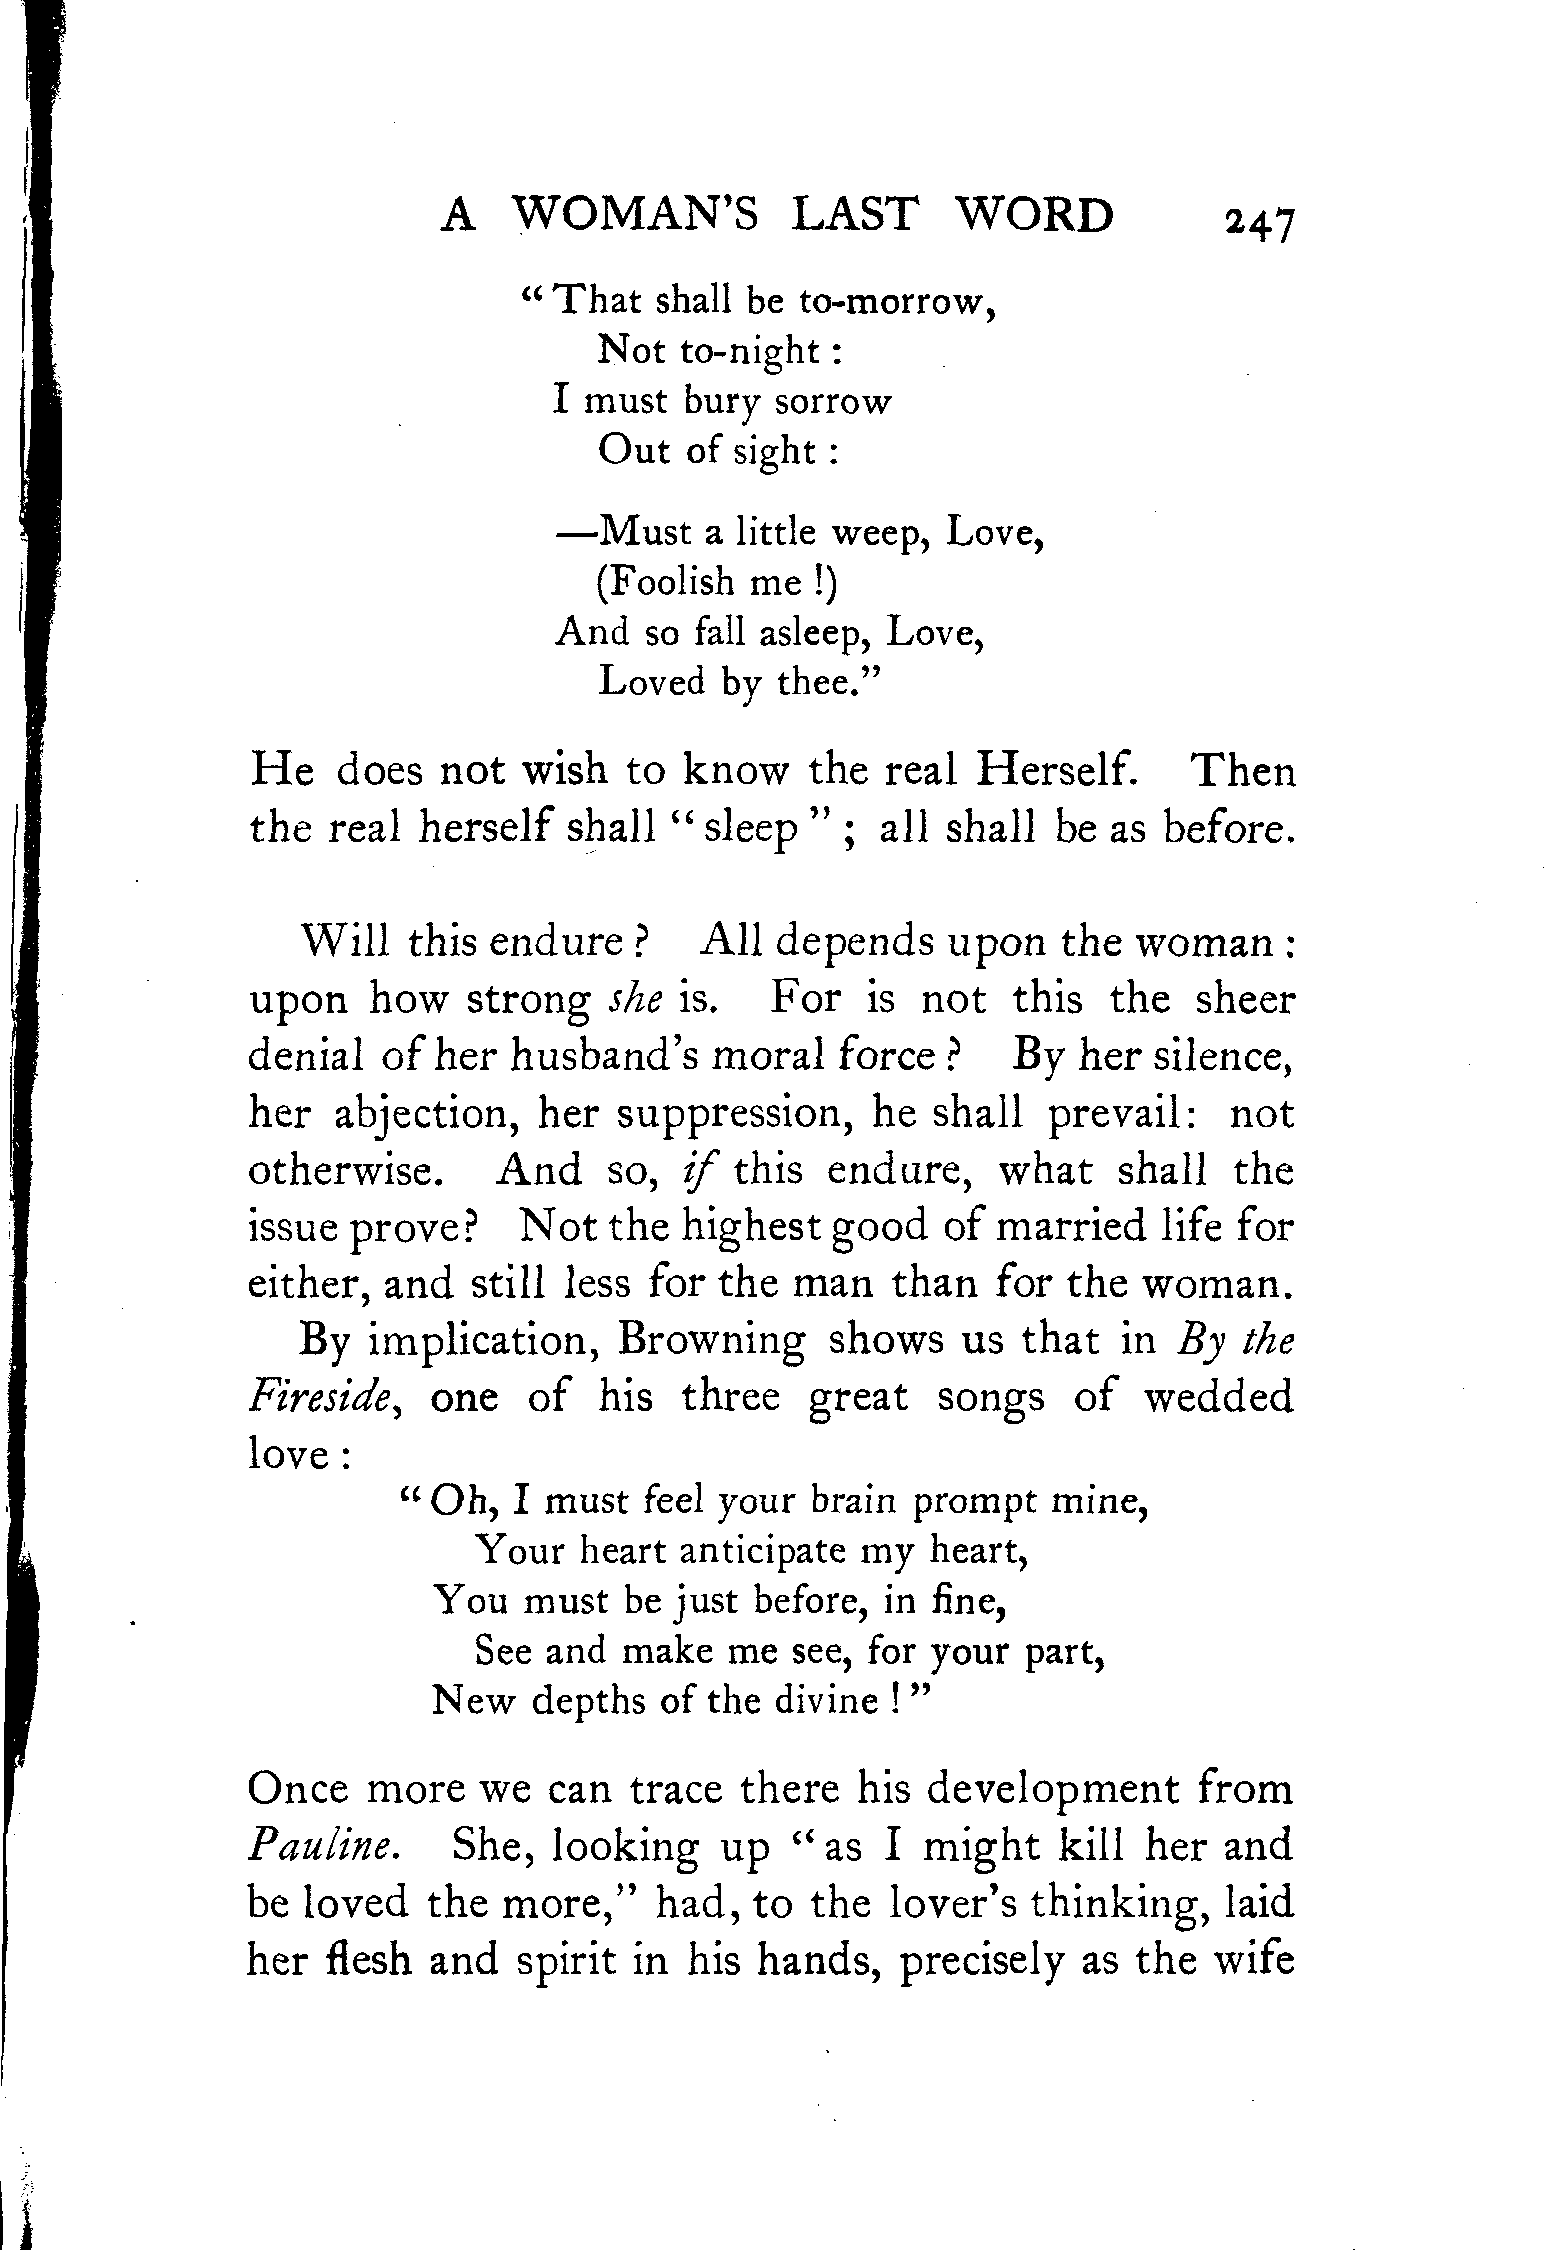 A WOMAN'S LAST WORD 247
“ That shall be to-morrow,
Not to-night :
I must bury sorrow
Out of sight :
—Must a little weep, Love,
(Foolish me !)
And so fall asleep, Love,
Loved by thee.”
He does not wish to know the real Herself. Then
the real herself shall “ sleep ” ; all shall be as before.
Will this endure ? All depends upon the woman :
upon how strong she is. For is not this the sheer
denial of her husband's moral force ? By her silence,
her abjection, her suppression, he shall prevail: not
otherwise. And so, if this endure, what shall the
issue prove? Not the highest good of married life for
either, and still less for the man than for the woman.
By implication, Browning shows us that in By the
Fireside, one of his three great songs of wedded
love :
“ Oh, I must feel your brain prompt mine,
Your heart anticipate my heart,
You must be just before, in fine,
See and make me see, for your part,
New depths of the divine ! ”
Once more we can trace there his development from
Pauline. She, looking up “ as I might kill her and
be loved the more,” had, to the lover's thinking, laid
her flesh and spirit in his hands, precisely as the wife